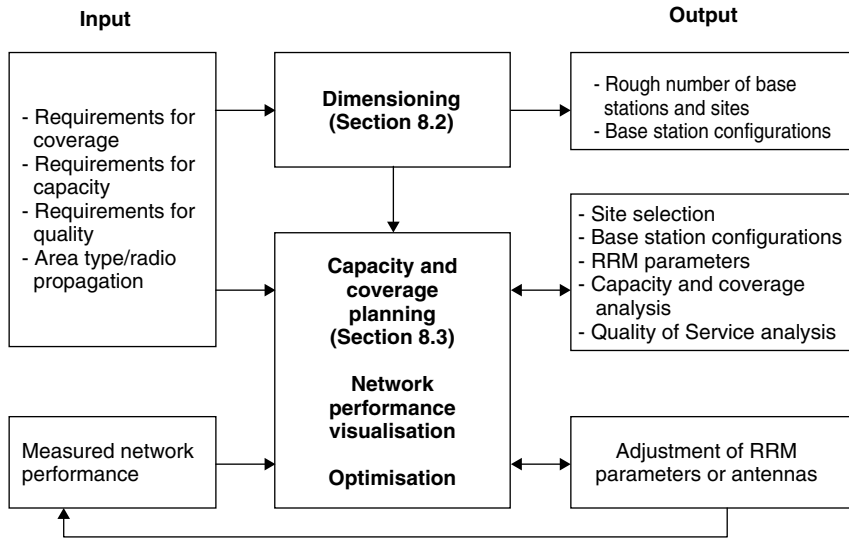 Input
Output
- Requirements for
coverage
- Requirements for
capacity
- Requirements for
quality
- Area type/radio
propagation
Dimensioning
(Section 8.2)
- Rough number of base
stations and sites
- Base station configurations
Capacity and
coverage
planning
(Section 8.3)
Network
performance
visualisation
Optimisation
- Site selection
- Base station configurations
- RRM parameters
- Capacity and coverage
analysis
- Quality of Service analysis
Measured network
performance
Adjustment of RRM
parameters or antennas